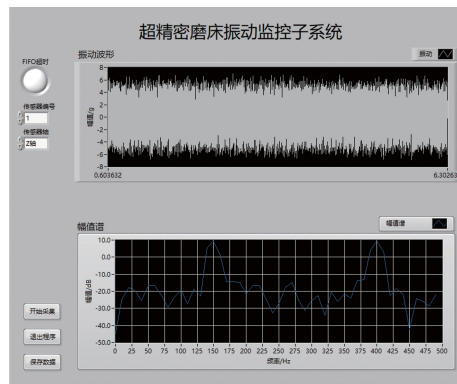 超精密磨床振动监控子系统
振动波形
振动
FIFO超时
传感器编号
1
传感器轴
Z轴
幅值/g
8-
6-
4-
2-
0-
-2-
-4-
-6-
-8-
0.603632
6.30263
幅值谱
幅值谱
幅值/dB
10.0-
0.0-
-10.0-
-20.0-
-30.0-
-40.0-
-50.0-
0 25 50 75 100 125 150 175 200 225 250 275 300 325 350 375 400 425 450 475 500
频率/Hz
开始采集
退出程序
保存数据